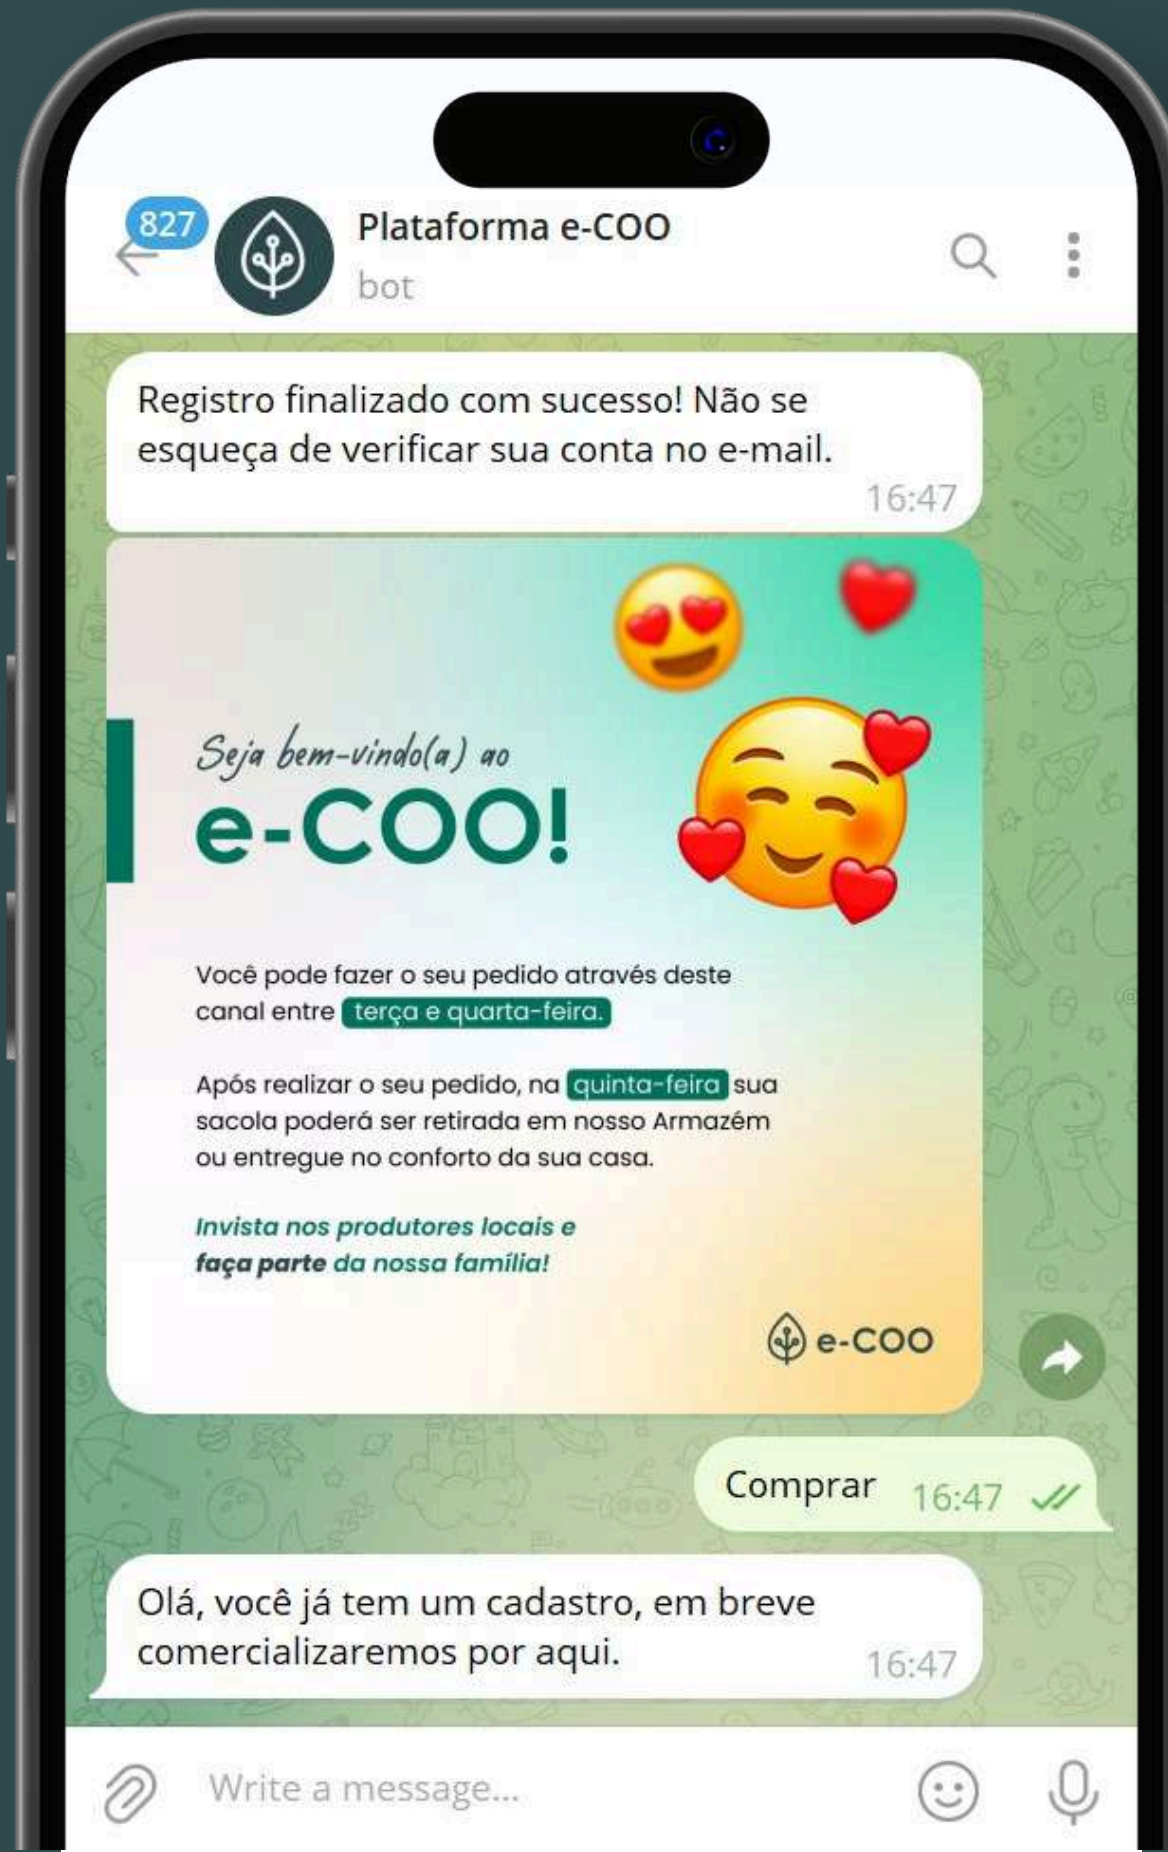 827
Plataforma e-COO
bot
Registro finalizado com sucesso! Não se
esqueça de verificar sua conta no e-mail.
16:47
Seja bem-vindo(a) ao
e-COO!
Você pode fazer o seu pedido através deste
canal entre terça e quarta-feira.
Após realizar o seu pedido, na quinta-feira sua
sacola poderá ser retirada em nosso Armazém
ou entregue no conforto da sua casa.
Invista nos produtores locais e
faça parte da nossa família!
e-COO
Comprar 16:47
Olá, você já tem um cadastro, em breve
comercializaremos por aqui.
16:47
Write a message...